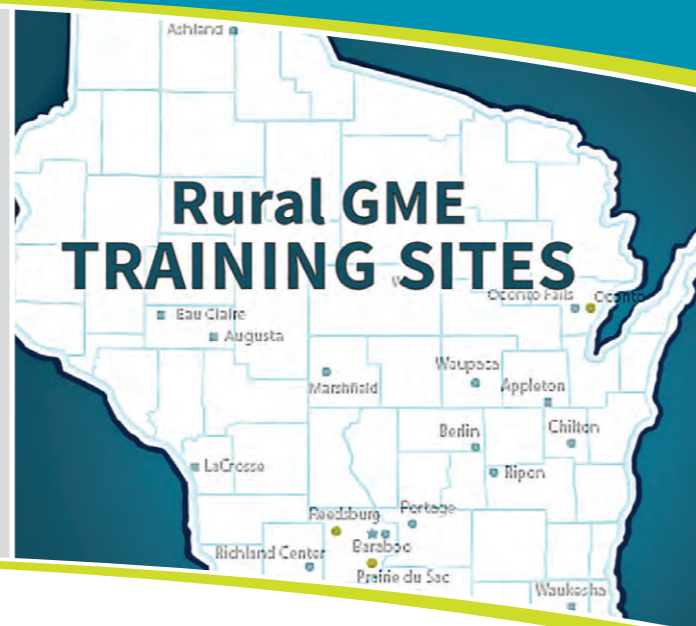 Ashland
Rural GME
TRAINING SITES
Oconto Falls Oconto
Eau Claire
Augusta
Waupaca
Marshfield
Appleton
Berlin
Chilton
LaCrosse
Ripon
Reedsburg
Portage
Richland Center
Baraboo
Prairie du Sac
Waukesha